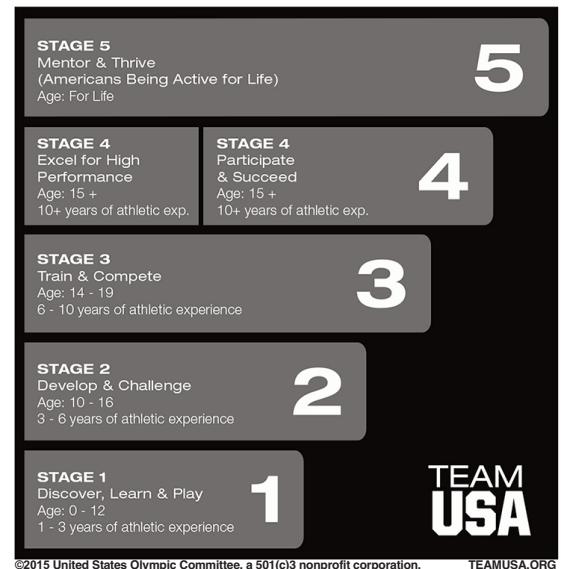 STAGE 5
Mentor & Thrive
(Americans Being Active for Life)
Age: For Life
5
STAGE 4
Excel for High
Performance
Age: 15 +
10+ years of athletic exp.
STAGE 4
Participate
& Succeed
Age: 15 +
10+ years of athletic exp.
4
STAGE 3
Train & Compete
Age: 14 - 19
6 - 10 years of athletic experience
3
STAGE 2
Develop & Challenge
Age: 10 - 16
3 - 6 years of athletic experience
2
STAGE 1
Discover, Learn & Play
Age: 0 - 12
1 - 3 years of athletic experience
1
TEAM
USA
©2015 United States Olympic Committee, a 501(c)3 nonprofit corporation.
TEAMUSA.ORG